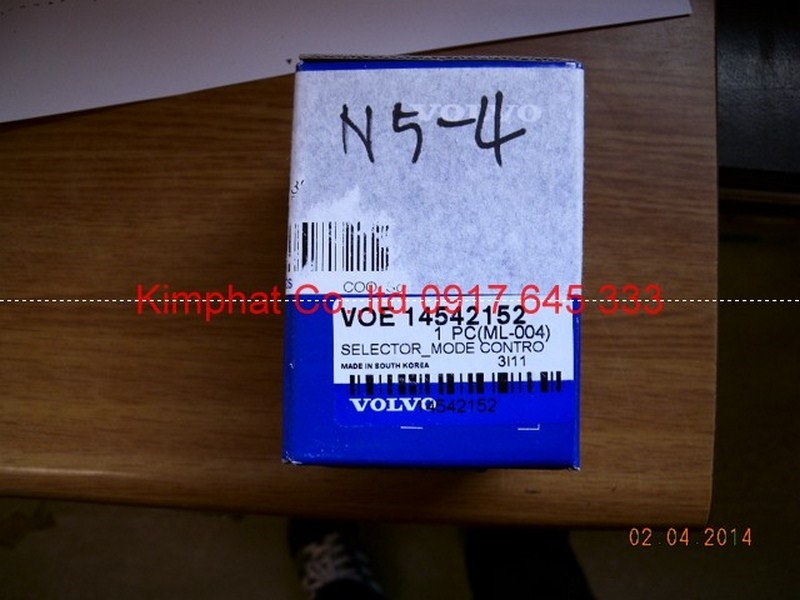 VOLVO
N5-4
Kimphat Co.,ltd 0917 645 333
VOE 14542152
1 PC(ML-004)
SELECTOR_MODE CONTRO
MADE IN SOUTH KOREA 3I11
VOLVO 4542152
02.04.2014